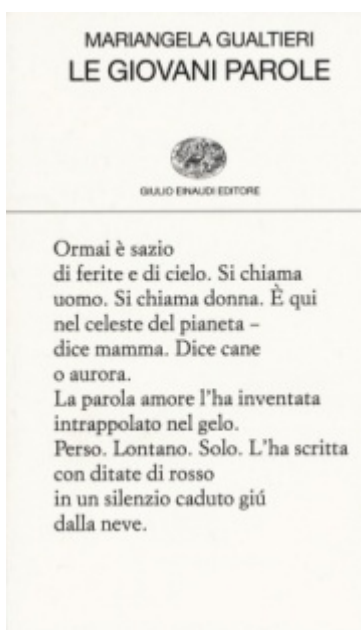 MARIANGELA GUALTIERI
LE GIOVANI PAROLE
GIULIO EINAUDI EDITORE
Ormai è sazio
di ferite e di cielo. Si chiama
uomo. Si chiama donna. È qui
nel celeste del pianeta –
dice mamma. Dice cane
o aurora.
La parola amore l'ha inventata
intrappolato nel gelo.
Perso. Lontano. Solo. L'ha scritta
con ditate di rosso
in un silenzio caduto giú
dalla neve.